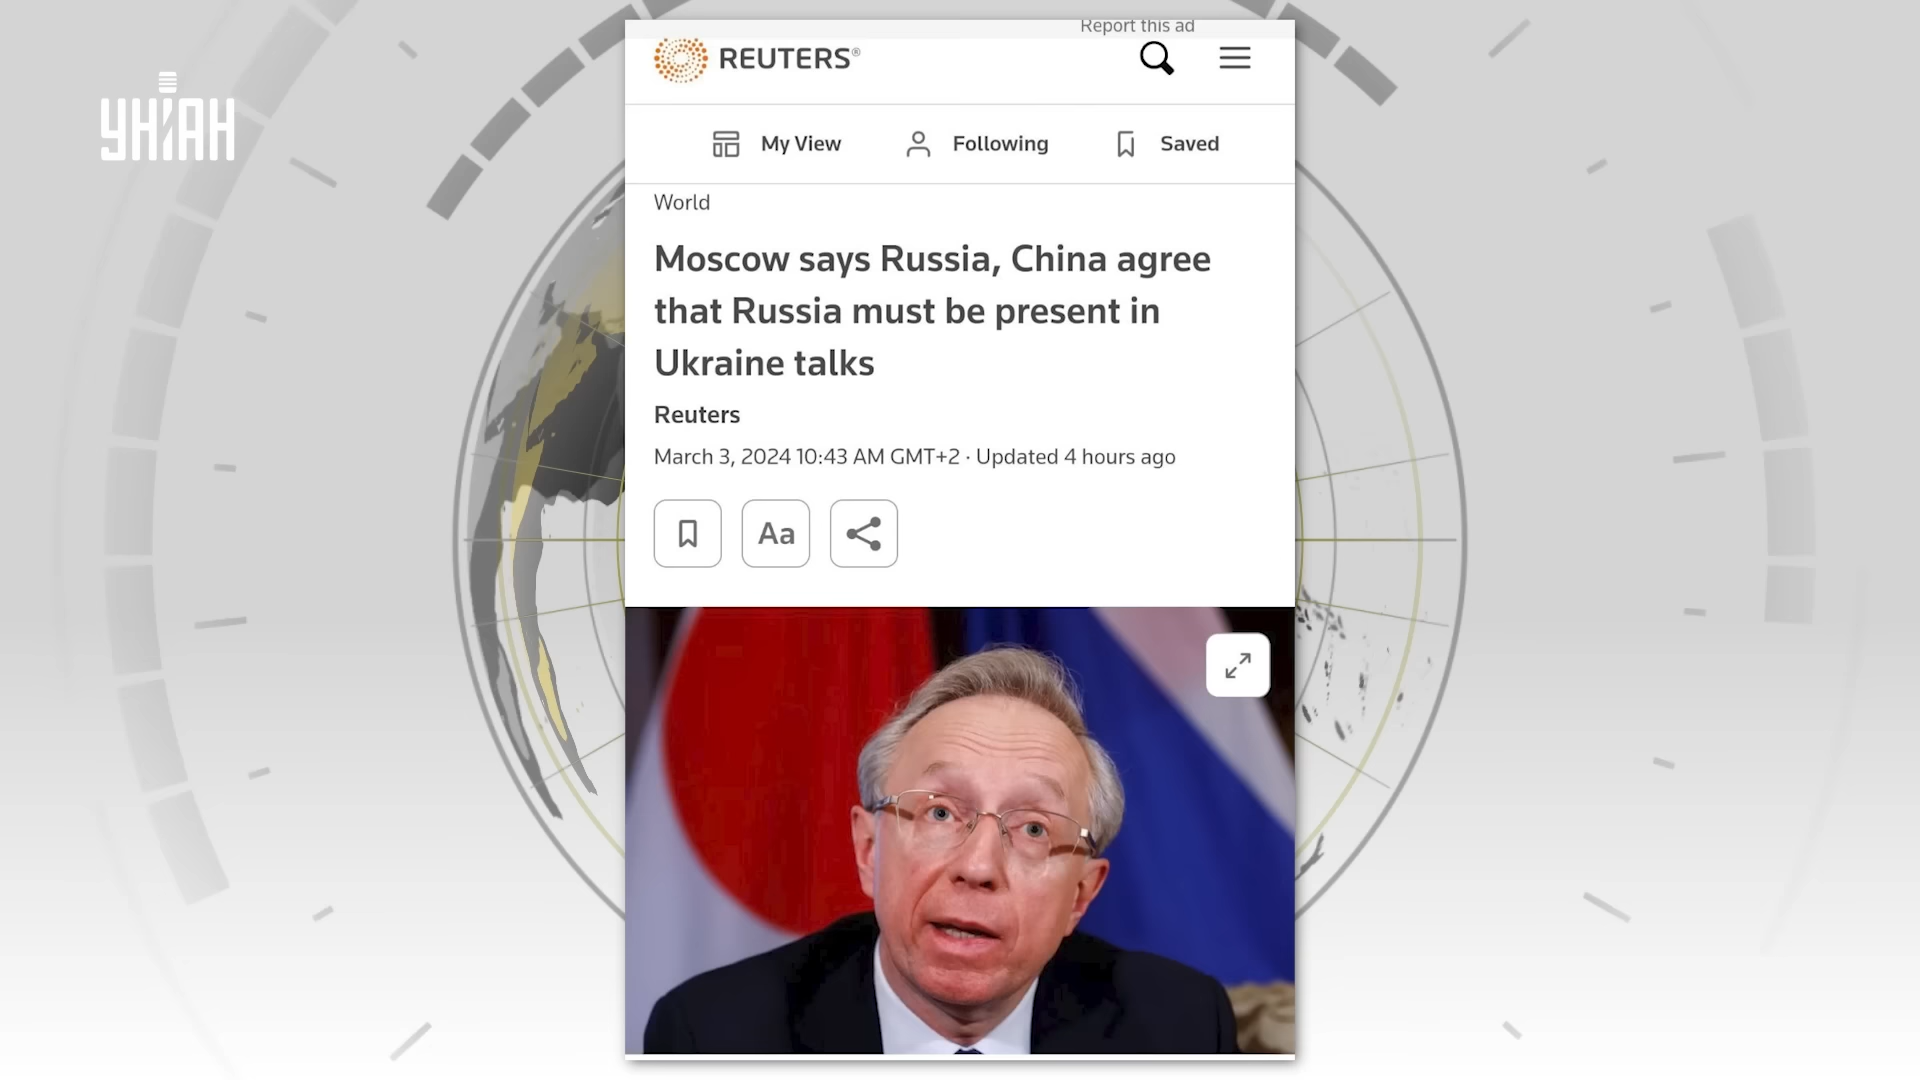 УНІАН
Report this ad
REUTERS®
My View
Following
Saved
World
Moscow says Russia, China agree
that Russia must be present in
Ukraine talks
Reuters
March 3, 2024 10:43 AM GMT+2 · Updated 4 hours ago
Aa